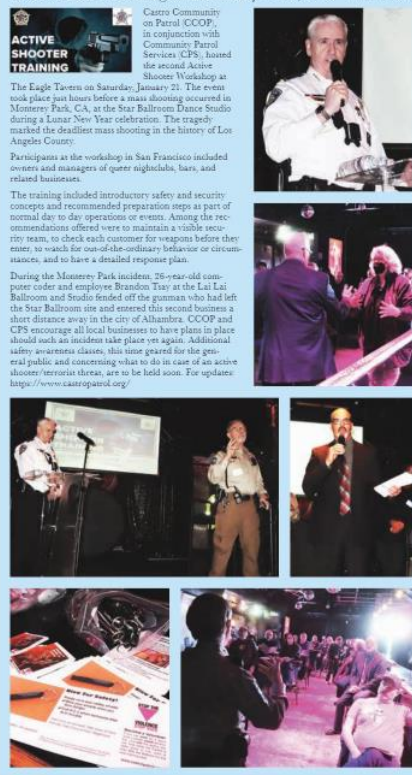 ACTIVE
SHOOTER
TRAINING
Castro Community
on Patrol (CCOP),
in conjunction with
Community Patrol
Services (CPS), hosted
the second Active
Shooter Workshop at
The Eagle Tavern on Saturday, January 21. The event
took place just hours before a mass shooting occurred in
Monterey Park, CA, at the Star Ballroom Dance Studio
during a Lunar New Year celebration. The tragedy
marked the deadliest mass shooting in the history of Los
Angeles County.
Participants at the workshop in San Francisco included
owners and managers of queer nightclubs, bars, and
related businesses.
The training included introductory safety and security
concepts and recommended preparation steps as part of
normal day to day operations or events. Among the rec-
ommendations offered were to maintain a visible secu-
rity team, to check each customer for weapons before they
enter, to watch for out-of-the-ordinary behavior or circum-
stances, and to have a detailed response plan.
During the Monterey Park incident, 26-year-old com-
puter coder and employee Brandon Tsay at the Lai Lai
Ballroom and Studio fended off the gunman who had left
the Star Ballroom site and entered this second business a
short distance away in the city of Alhambra. CCOP and
CPS encourage all local businesses to have plans in place
should such an incident take place yet again. Additional
safety awareness classes, this time geared for the gen-
eral public and concerning what to do in case of an active
shooter/terrorist threat, are to be held soon. For updates:
https://www.castropatrol.org/
ACTIVE
SHOOTER
TRAINING
Blow For Safety!
STOP THE
VIOLENCE